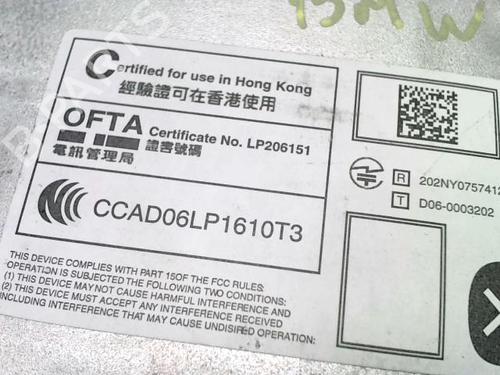 BMW
Certified for use in Hong Kong
經驗證可在香港使用
OFTA
電訊管理局
Certificate No. LP206151
證書號碼
CCAD06LP1610T3
R 202NY0757412
T D06-0003202
THIS DEVICE COMPLIES WITH PART 15OF THE FCC RULES:
OPERATION IS SUBJECTED THE FOLLOWING TWO CONDITIONS:
(1) THIS DEVICE MAY NOT CAUSE HARMFUL INTERFERENCE AND
(2) THIS DEVICE MUST ACCEPT ANY INTERFERENCE RECEIVED
INCLUDING INTERFERENCE THAT MAY CAUSE UNDISIRED OPERATION: